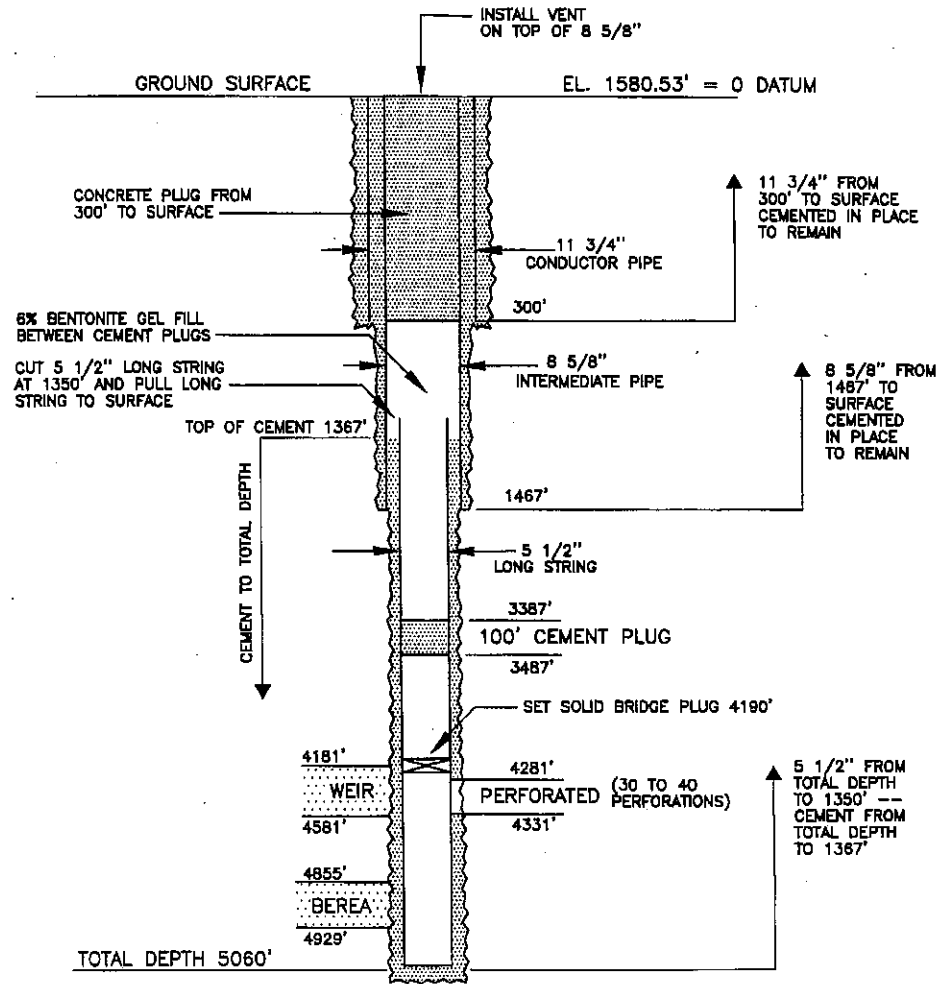 INSTALL VENT
ON TOP OF 8 5/8"
GROUND SURFACE
EL. 1580.53' = 0 DATUM
CONCRETE PLUG FROM
300' TO SURFACE
11 3/4" FROM
300' TO SURFACE
CEMENTED IN PLACE
TO REMAIN
11 3/4"
CONDUCTOR PIPE
300'
6% BENTONITE GEL FILL
BETWEEN CEMENT PLUGS
CUT 5 1/2" LONG STRING
AT 1350' AND PULL LONG
STRING TO SURFACE
8 5/8"
INTERMEDIATE PIPE
8 5/8" FROM
1467' TO
SURFACE
CEMENTED
IN PLACE
TO REMAIN
TOP OF CEMENT 1367'
CEMENT TO TOTAL DEPTH
1467'
5 1/2"
LONG STRING
3387'
100' CEMENT PLUG
3487'
SET SOLID BRIDGE PLUG 4190'
4181'
WEIR
4581'
4281'
PERFORATED (30 TO 40
PERFORATIONS)
4331'
5 1/2" FROM
TOTAL DEPTH
TO 1350' --
CEMENT FROM
TOTAL DEPTH
TO 1367'
4855'
BEREA
4929'
TOTAL DEPTH 5060'